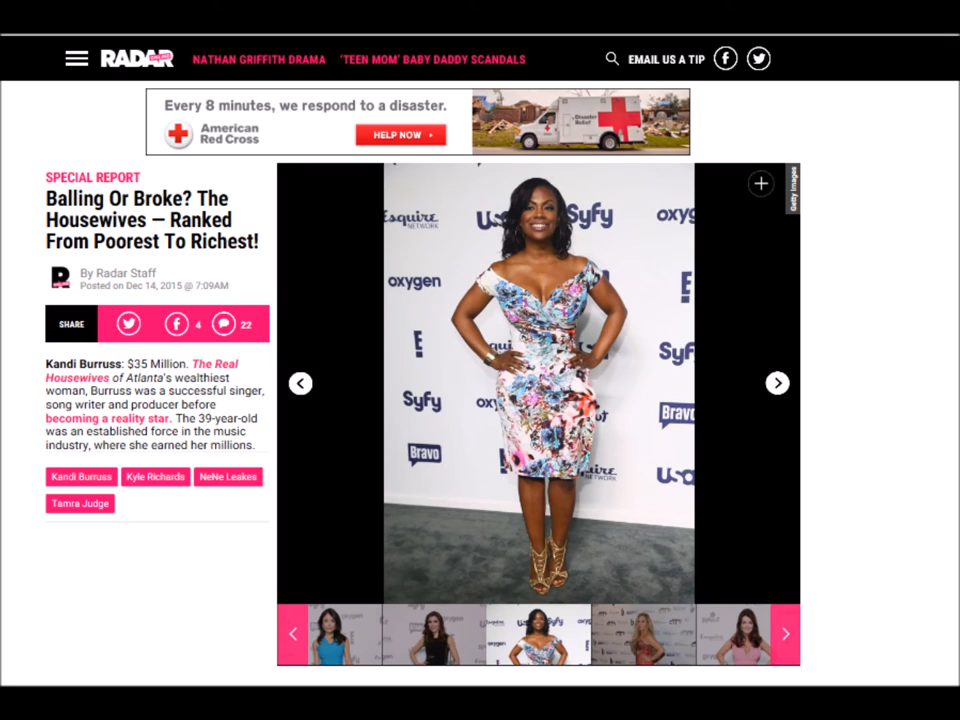 RADAR
NATHAN GRIFFITH DRAMA
'TEEN MOM' BABY DADDY SCANDALS
EMAIL US A TIP
Every 8 minutes, we respond to a disaster.
American
Red Cross
HELP NOW
Disaster
Relief
SPECIAL REPORT
Balling Or Broke? The
Housewives — Ranked
From Poorest To Richest!
By Radar Staff
Posted on Dec 14, 2015 @ 7:09AM
SHARE
4
22
Kandi Burruss: $35 Million. The Real
Housewives of Atlanta's wealthiest
woman, Burruss was a successful singer,
song writer and producer before
becoming a reality star. The 39-year-old
was an established force in the music
industry, where she earned her millions.
Kandi Burruss
Kyle Richards
NeNe Leakes
Tamra Judge
Getty Images
Esquire
NETWORK
Syfy
oxygen
E!
Syfy
Bravo
Bravo